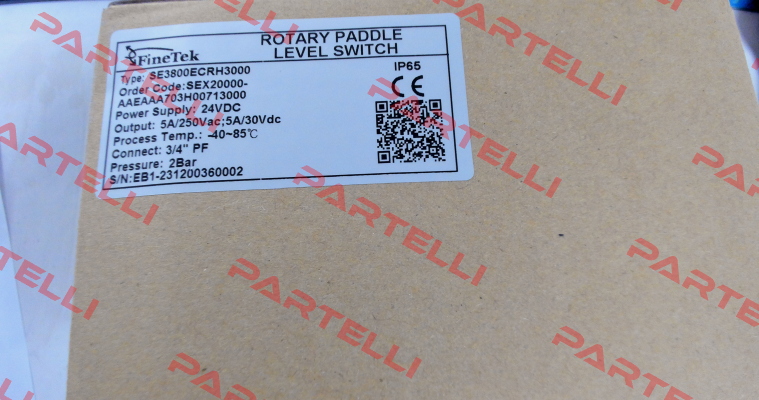 FineTek
ROTARY PADDLE
LEVEL SWITCH
Type: SE3800ECRH3000
Order Code:SEX20000-
AAEAAA703H00713000
Power Supply: 24VDC
Output: 5A/250Vac;5A/30Vdc
Process Temp.: -40~85℃
Connect: 3/4" PF
Pressure: 2Bar
S/N:EB1-231200360002
IP65
CE
PARTELLI
PARTELLI
PARTELLI
PARTELLI
PARTELLI
PARTELLI
PARTELLI
PARTELLI
PARTELLI